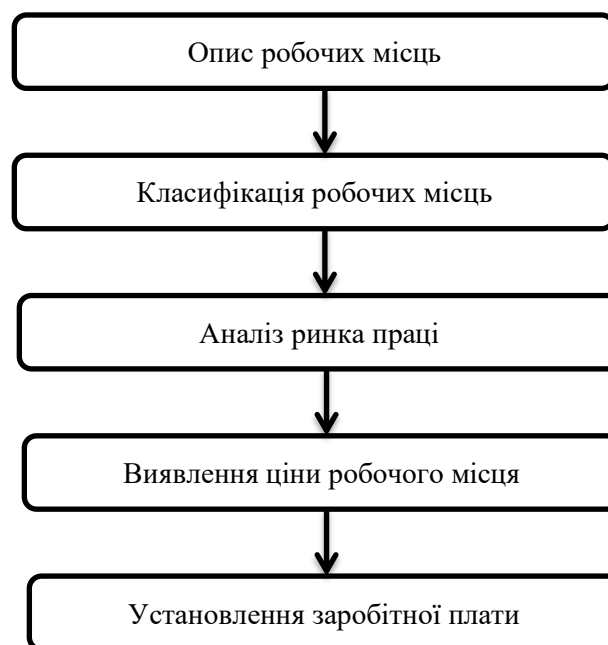 Опис робочих місць
Класифікація робочих місць
Аналіз ринка праці
Виявлення ціни робочого місця
Установлення заробітної плати